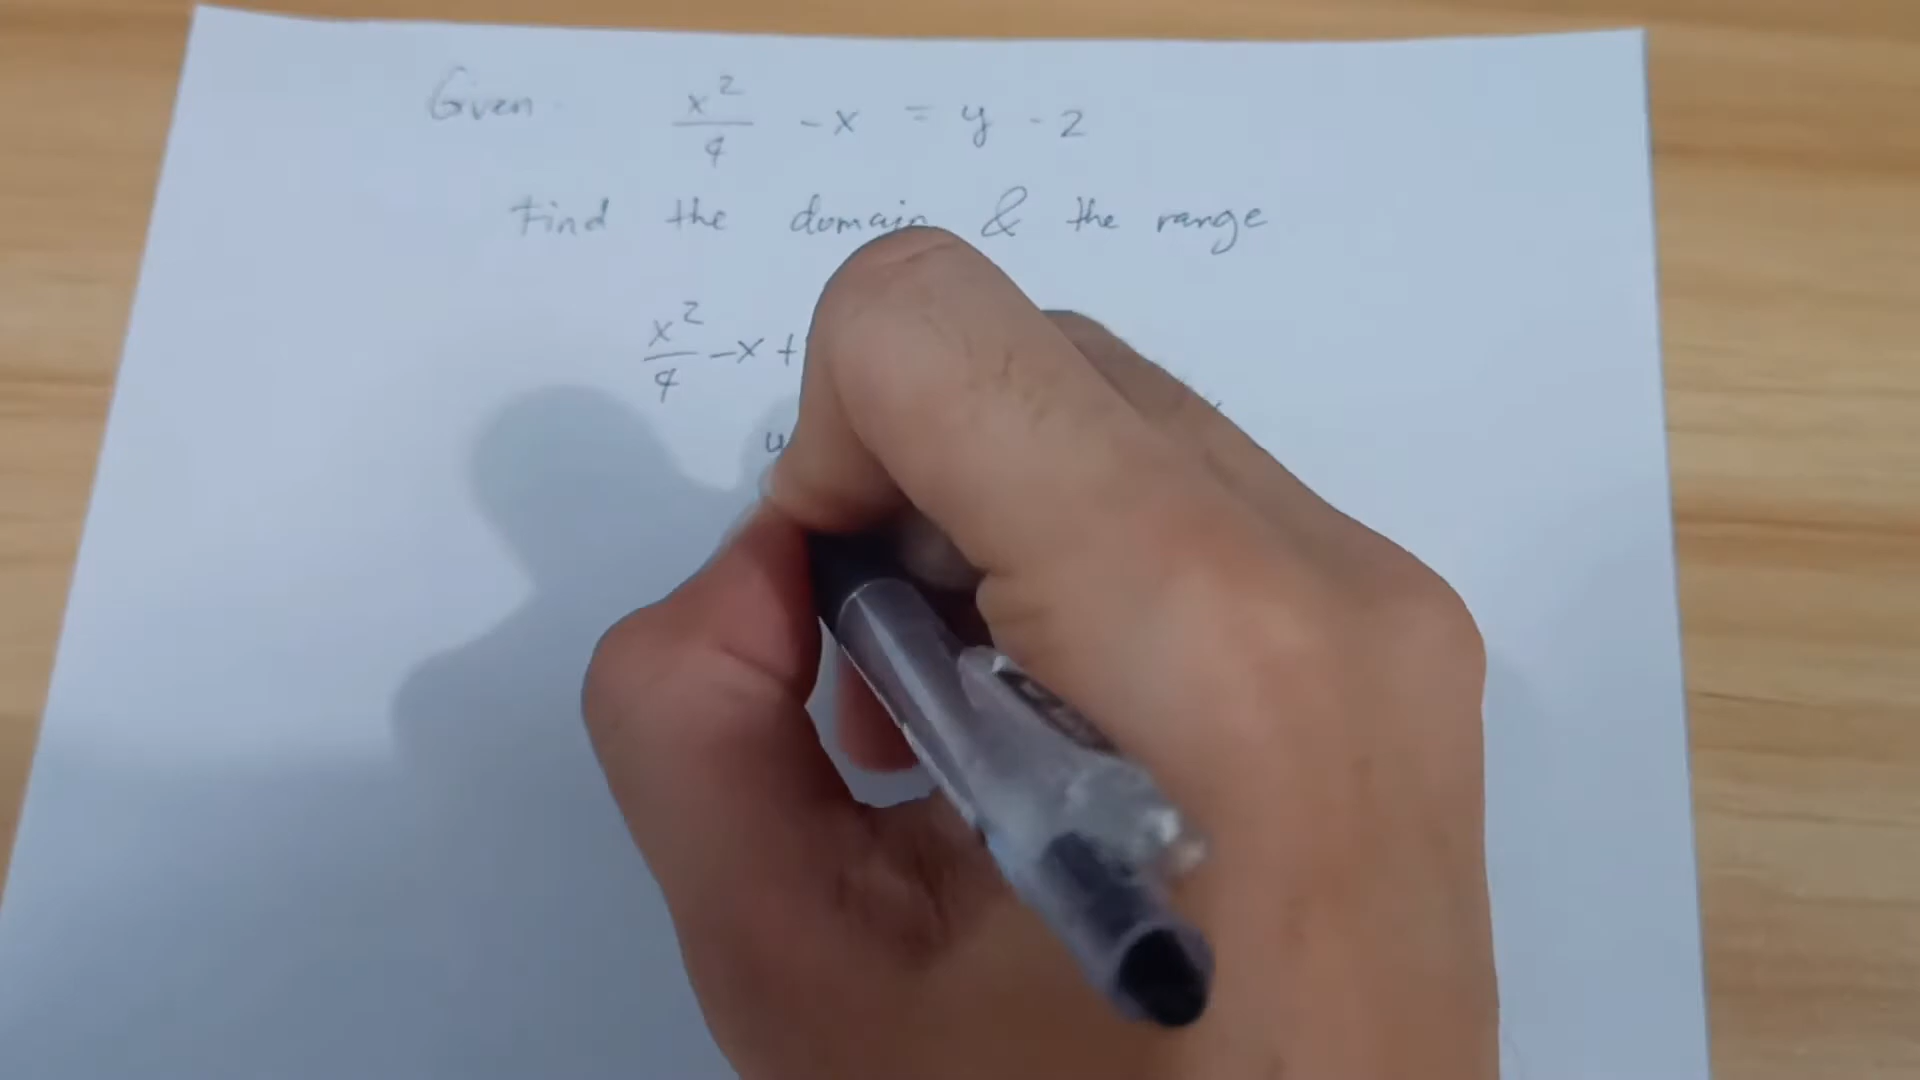 Given x²/4 - x = y - 2
Find the domain & the range
x²/4 - x +
y